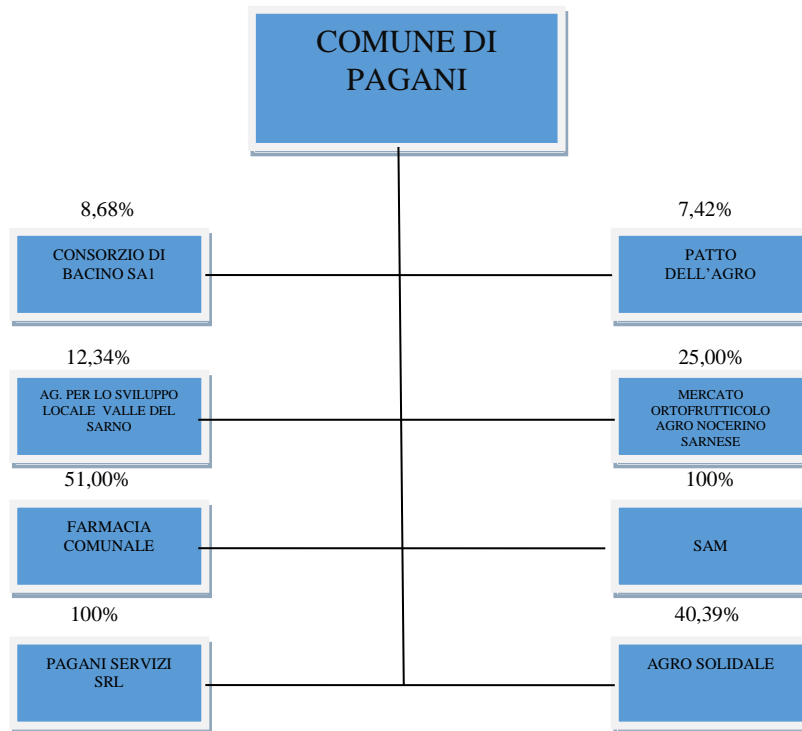 COMUNE DI
PAGANI
8,68%
7,42%
CONSORZIO DI
BACINO SA1
PATTO
DELL’AGRO
12,34%
25,00%
AG. PER LO SVILUPPO
LOCALE VALLE DEL
SARNO
MERCATO
ORTOFRUTTICOLO
AGRO NOCERINO
SARNESE
51,00%
100%
FARMACIA
COMUNALE
SAM
100%
40,39%
PAGANI SERVIZI
SRL
AGRO SOLIDALE